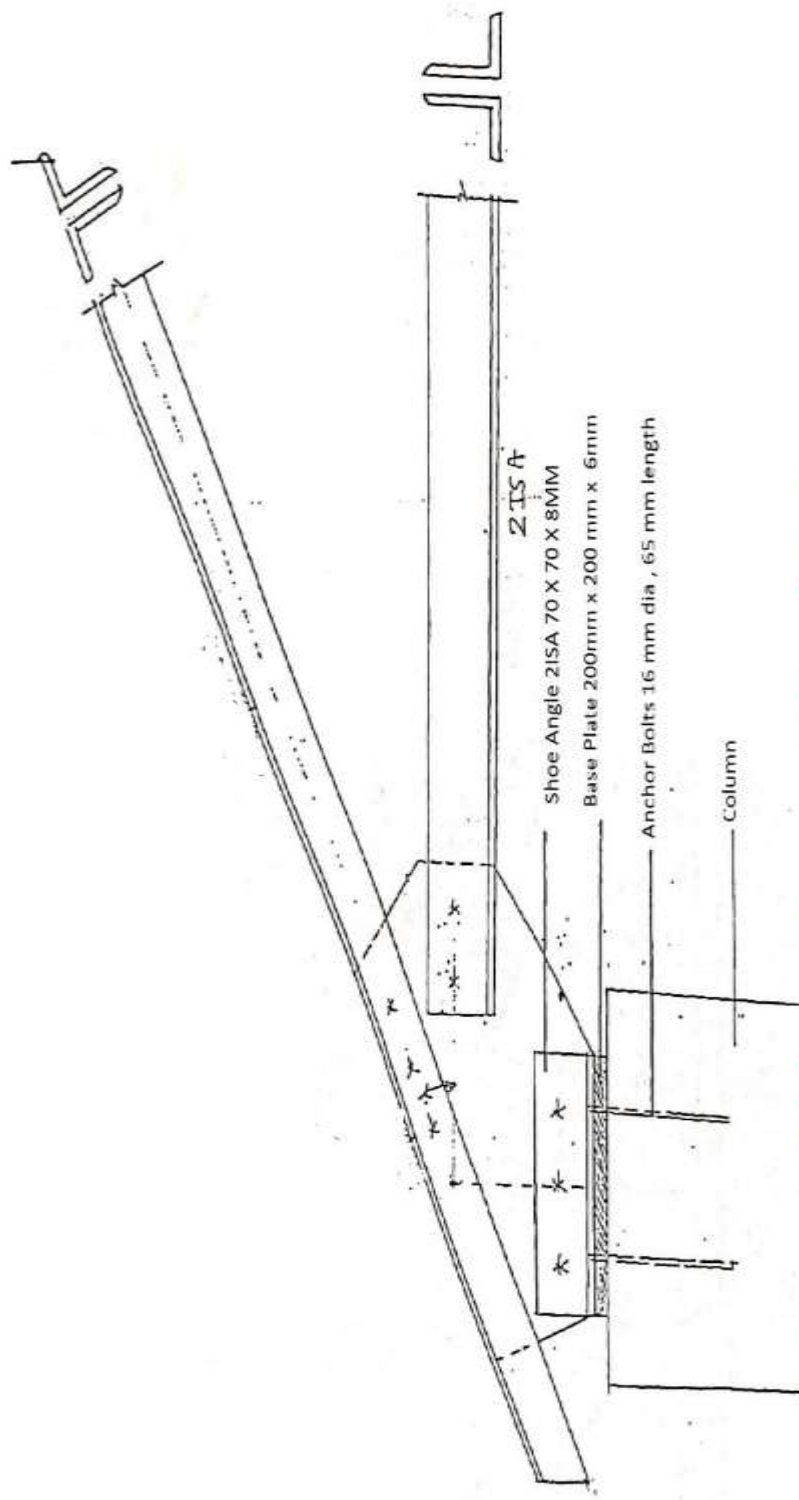 2ISA
Shoe Angle 2ISA 70 X 70 X 8MM
Base Plate 200mm x 200 mm x 6mm
Anchor Bolts 16 mm dia , 65 mm length
Column